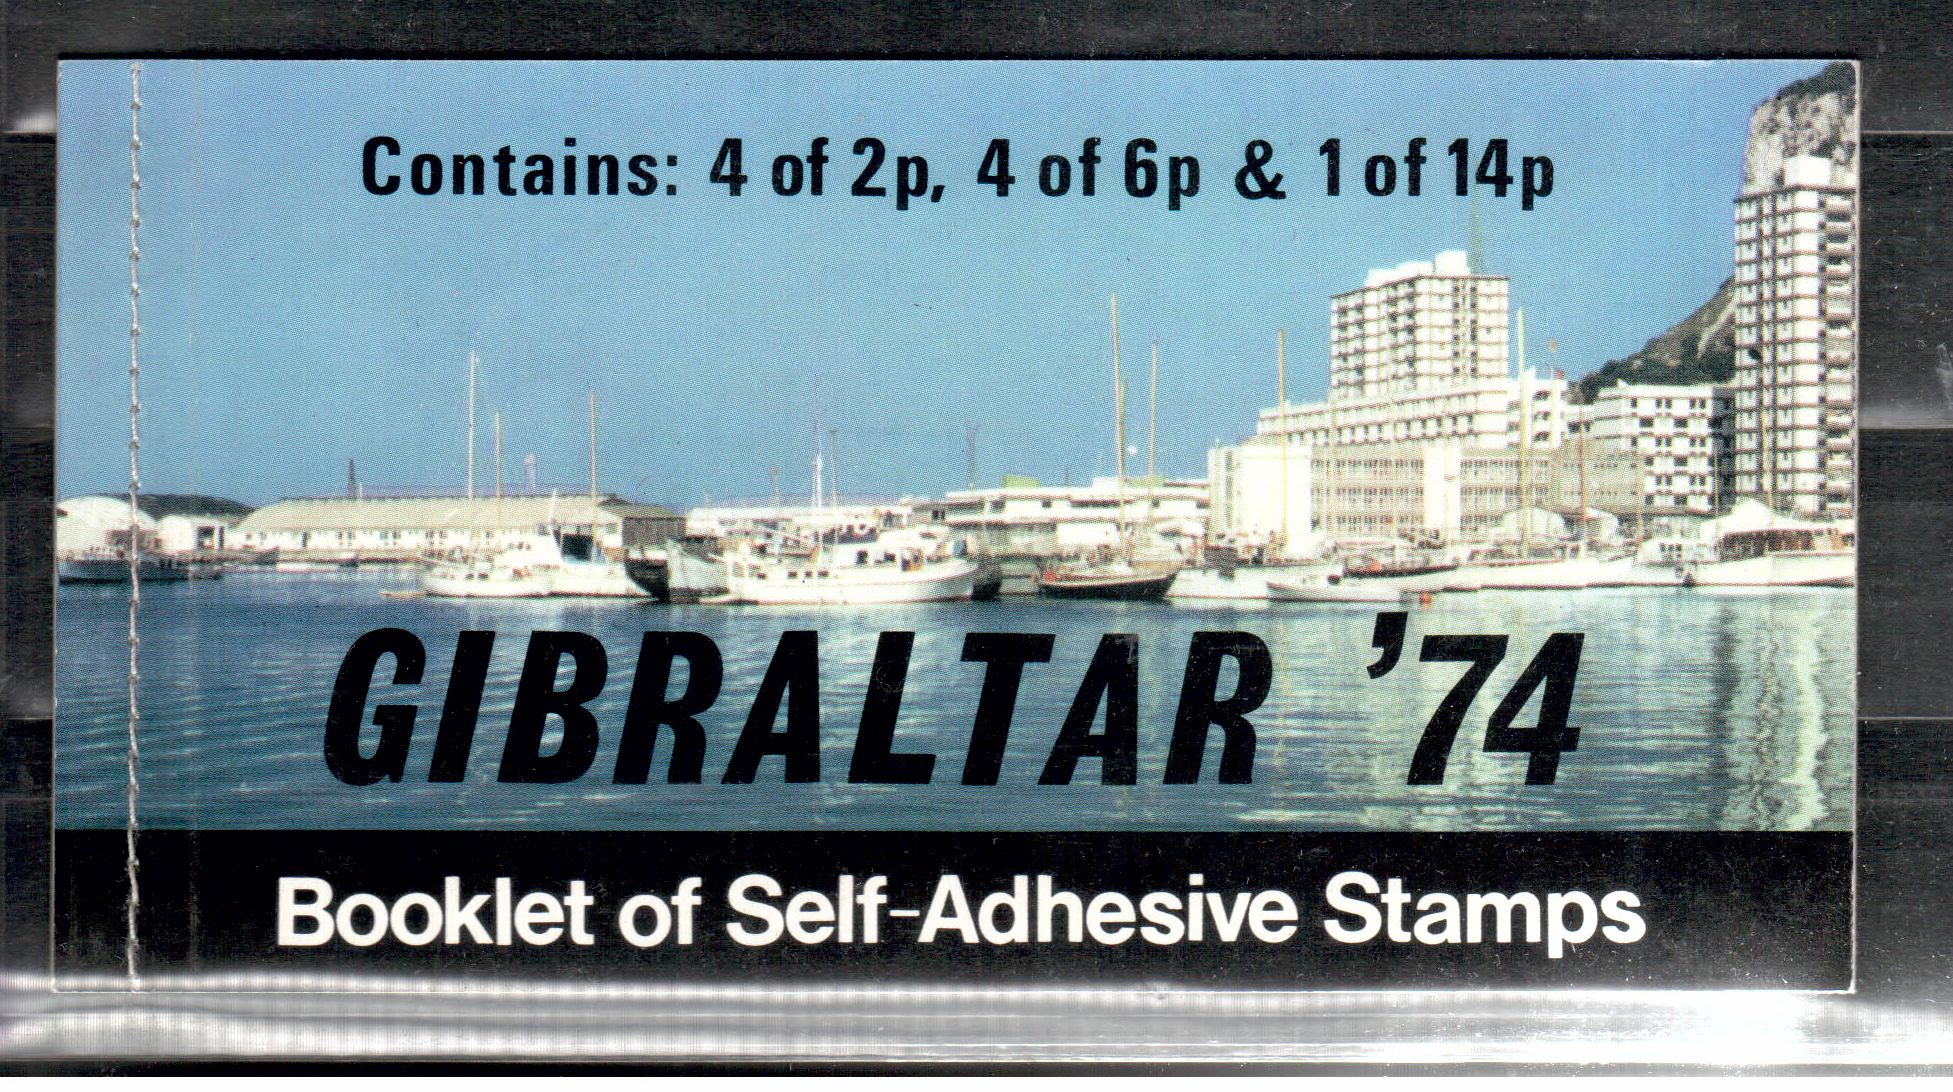 Contains: 4 of 2p, 4 of 6p & 1 of 14p
GIBRALTAR '74
Booklet of Self-Adhesive Stamps